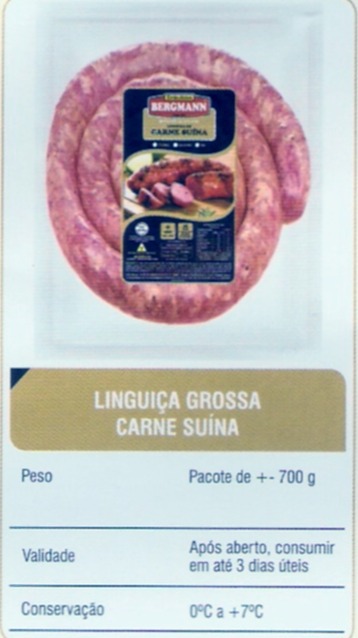 BERGMANN
CARNE SUÍNA
LINGUIÇA GROSSA
CARNE SUÍNA
Peso
Pacote de +- 700 g
Validade
Após aberto, consumir
em até 3 dias úteis
Conservação
0ºC a +7ºC